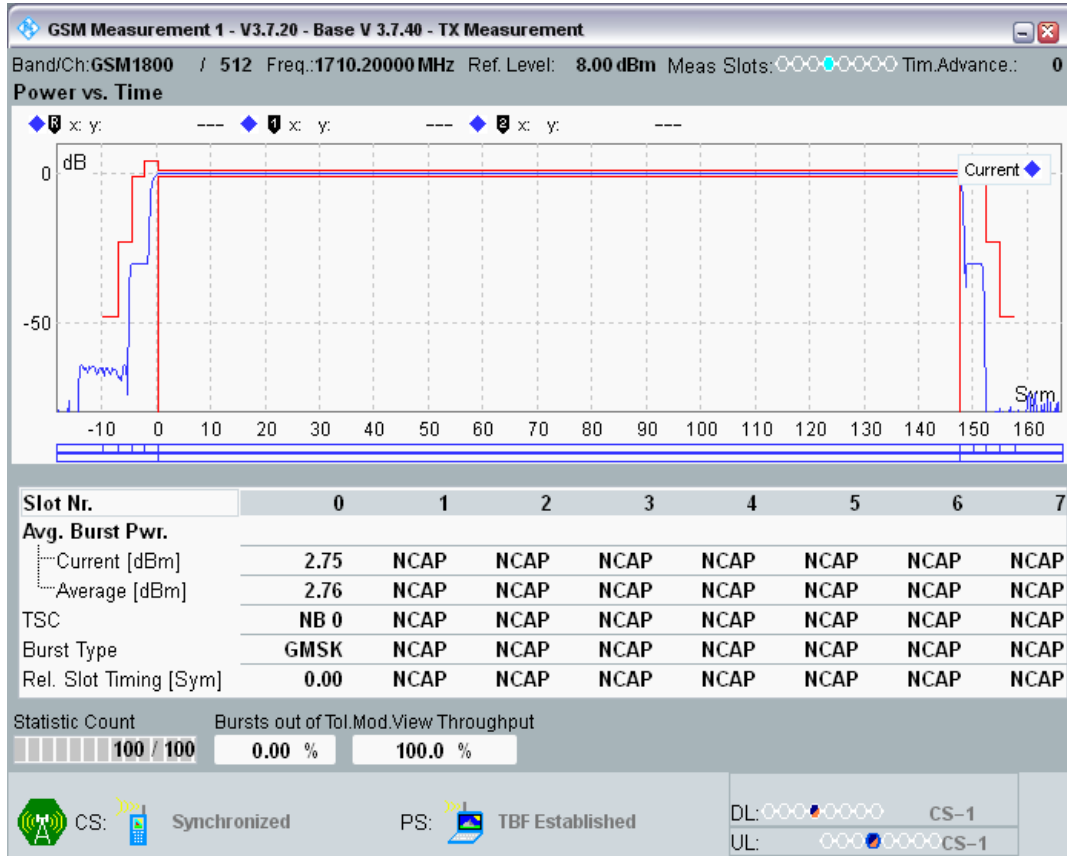 GSM Measurement 1 - V3.7.20 - Base V 3.7.40 - TX Measurement
Band/Ch:GSM1800 / 512 Freq.:1710.20000 MHz Ref. Level: 8.00 dBm Meas Slots: Tim.Advance.: 0
Power vs. Time
R x: y: --- 1 x: y: --- 2 x: y: ---
dB
Current
0
-50
Sym
-10 0 10 20 30 40 50 60 70 80 90 100 110 120 130 140 150 160
Slot Nr. 0 1 2 3 4 5 6 7
Avg. Burst Pwr.
Current [dBm] 2.75 NCAP NCAP NCAP NCAP NCAP NCAP NCAP
Average [dBm] 2.76 NCAP NCAP NCAP NCAP NCAP NCAP NCAP
TSC NB 0 NCAP NCAP NCAP NCAP NCAP NCAP NCAP
Burst Type GMSK NCAP NCAP NCAP NCAP NCAP NCAP NCAP
Rel. Slot Timing [Sym] 0.00 NCAP NCAP NCAP NCAP NCAP NCAP NCAP
Statistic Count Bursts out of Tol.Mod.View Throughput
100 / 100 0.00 % 100.0 %
CS: Synchronized PS: TBF Established DL: CS-1
UL: CS-1